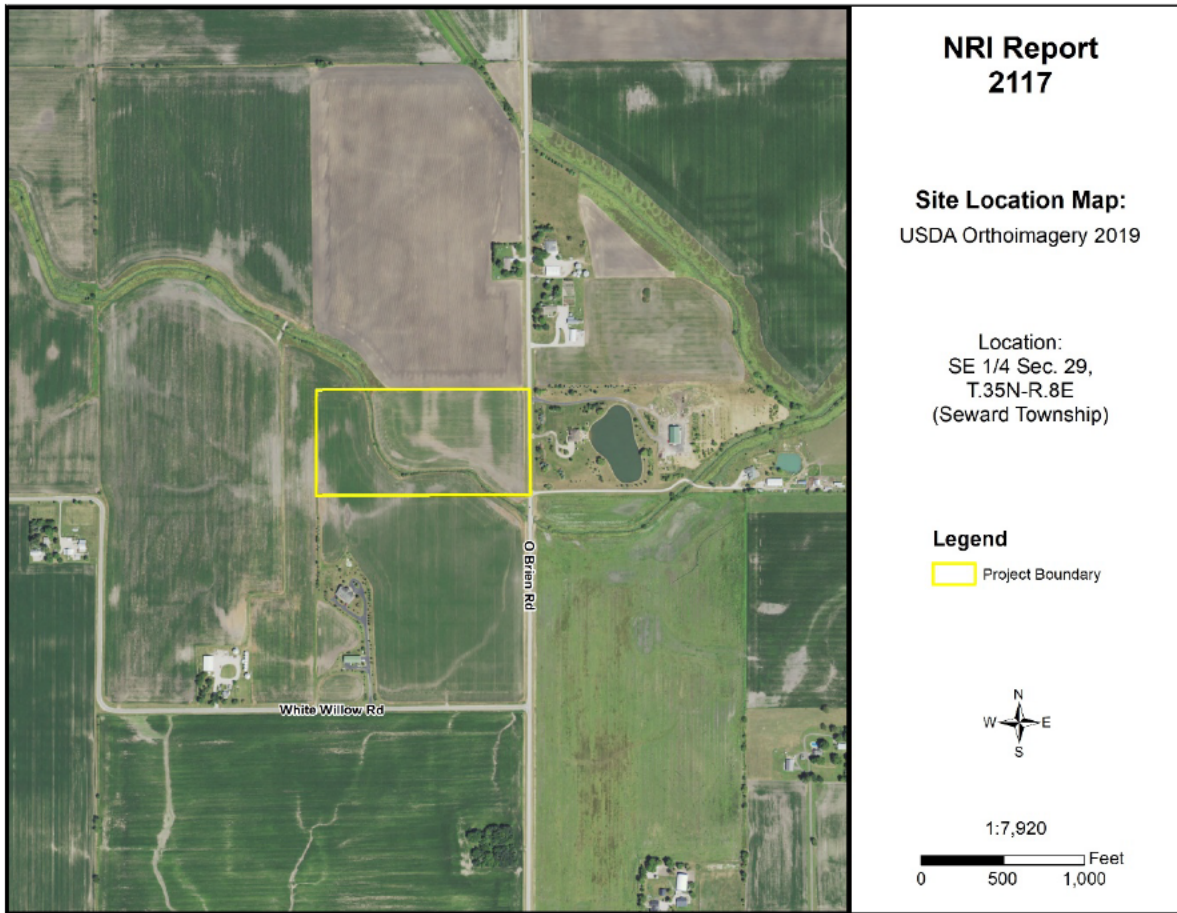 NRI Report
2117
Site Location Map:
USDA Orthoimagery 2019
Location:
SE 1/4 Sec. 29,
T.35N-R.8E
(Seward Township)
O Brien Rd
White Willow Rd
Legend
Project Boundary
N
W E
S
1:7,920
Feet
0 500 1,000